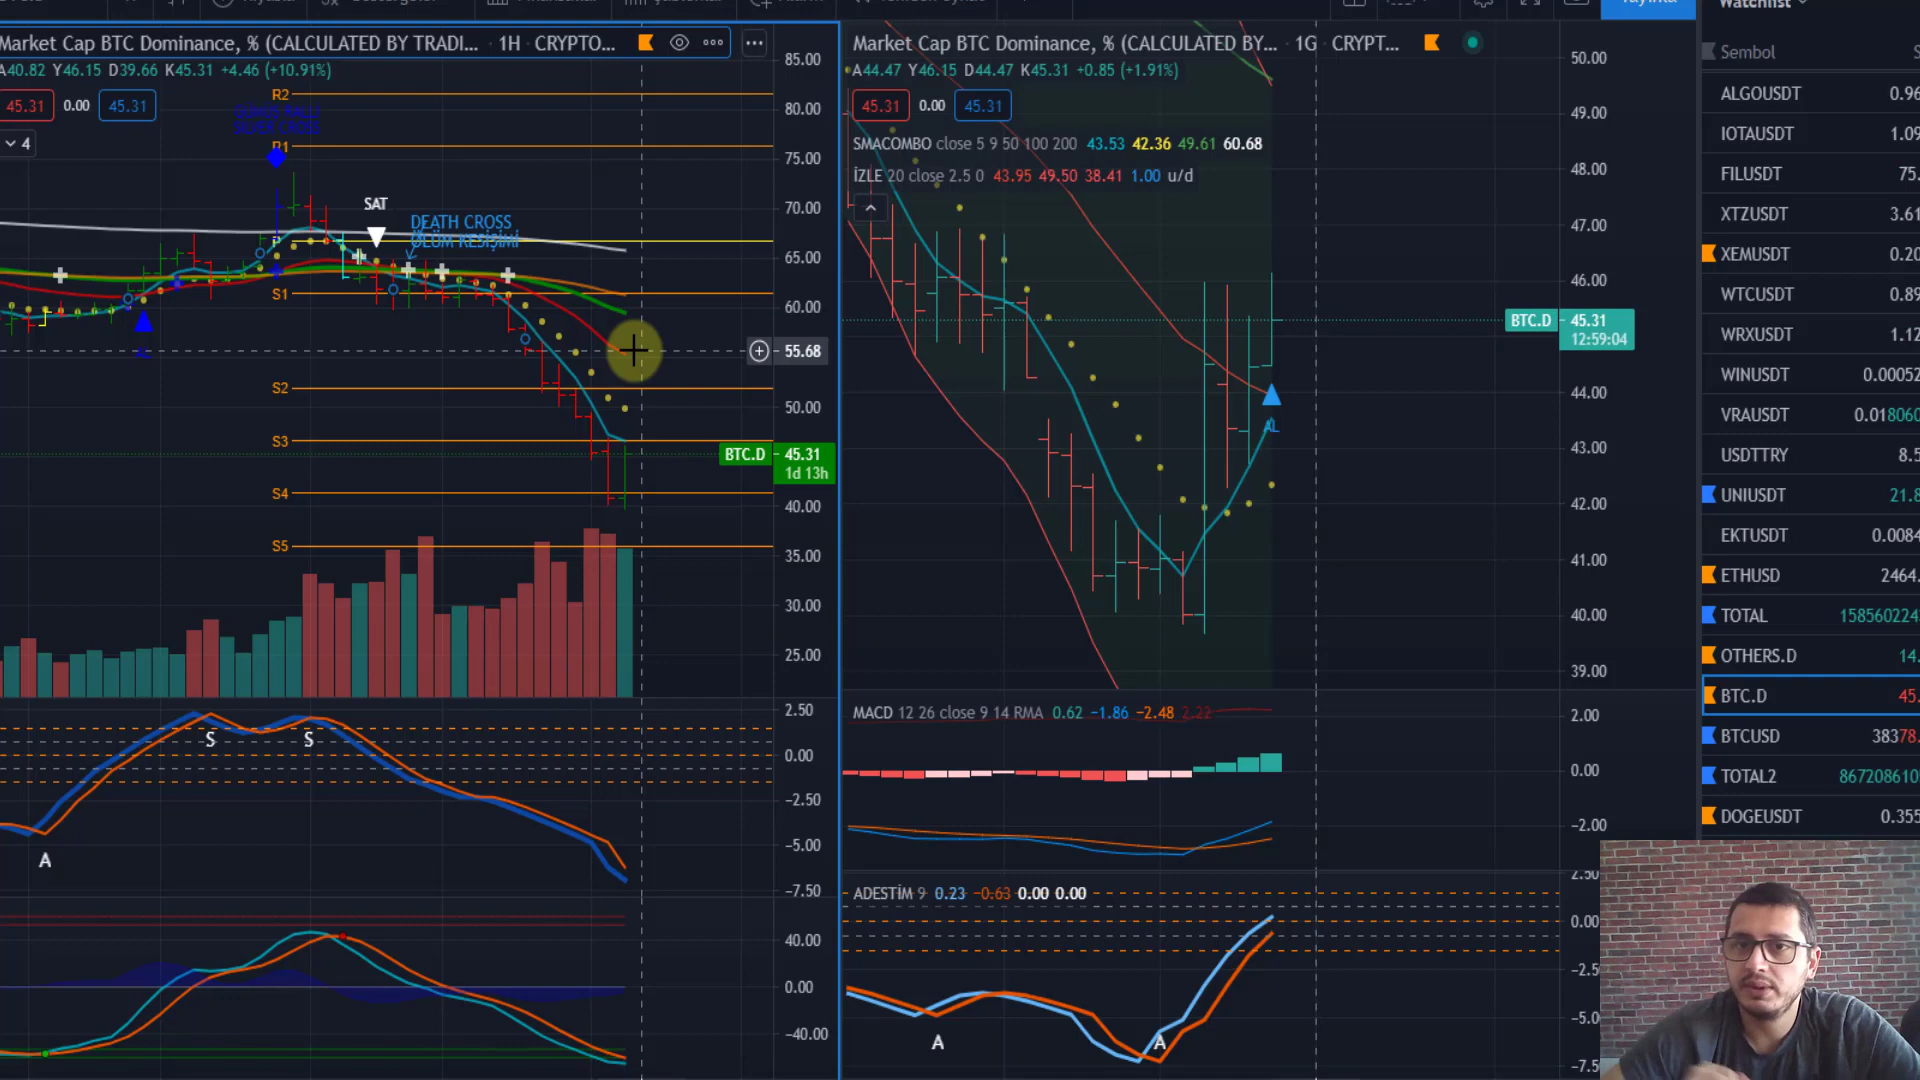 Market Cap BTC Dominance, % (CALCULATED BY TRADI... · 1H · CRYPTO...
A40.82 Y46.15 D39.66 K45.31 +4.46 (+10.91%)
45.31 0.00 45.31
4
R2
SILVER CROSS
R1
SAT
DEATH CROSS
ÖLÜM KESİŞİMİ
S1
S2
S3
S4
S5
85.00
80.00
75.00
70.00
65.00
60.00
55.68
50.00
BTC.D 45.31
1d 13h
40.00
35.00
30.00
25.00
2.50
0.00
−2.50
−5.00
−7.50
S
S
A
40.00
0.00
−40.00
Market Cap BTC Dominance, % (CALCULATED BY... · 1G · CRYPT...
A44.47 Y46.15 D44.47 K45.31 +0.85 (+1.91%)
45.31 0.00 45.31
SMACOMBO close 5 9 50 100 200 43.53 42.36 49.61 60.68
İZLE 20 close 2.5 0 43.95 49.50 38.41 1.00 u/d
AL
50.00
49.00
48.00
47.00
46.00
BTC.D 45.31
12:59:04
44.00
43.00
42.00
41.00
40.00
39.00
MACD 12 26 close 9 14 RMA 0.62 −1.86 −2.48 2.22
2.00
0.00
−2.00
ADESTİM 9 0.23 −0.63 0.00 0.00
A
A
2.50
0.00
−2.5
−5.0
−7.5
Watchlist
Sembol
ALGOUSDT 0.96
IOTAUSDT 1.09
FILUSDT 75.
XTZUSDT 3.61
XEMUSDT 0.20
WTCUSDT 0.89
WRXUSDT 1.12
WINUSDT 0.00052
VRAUSDT 0.018060
USDTTRY 8.5
UNIUSDT 21.8
EKTUSDT 0.0084
ETHUSD 2464.
TOTAL 158560224
OTHERS.D 14.
BTC.D 45.
BTCUSD 38378.
TOTAL2 867208610
DOGEUSDT 0.355